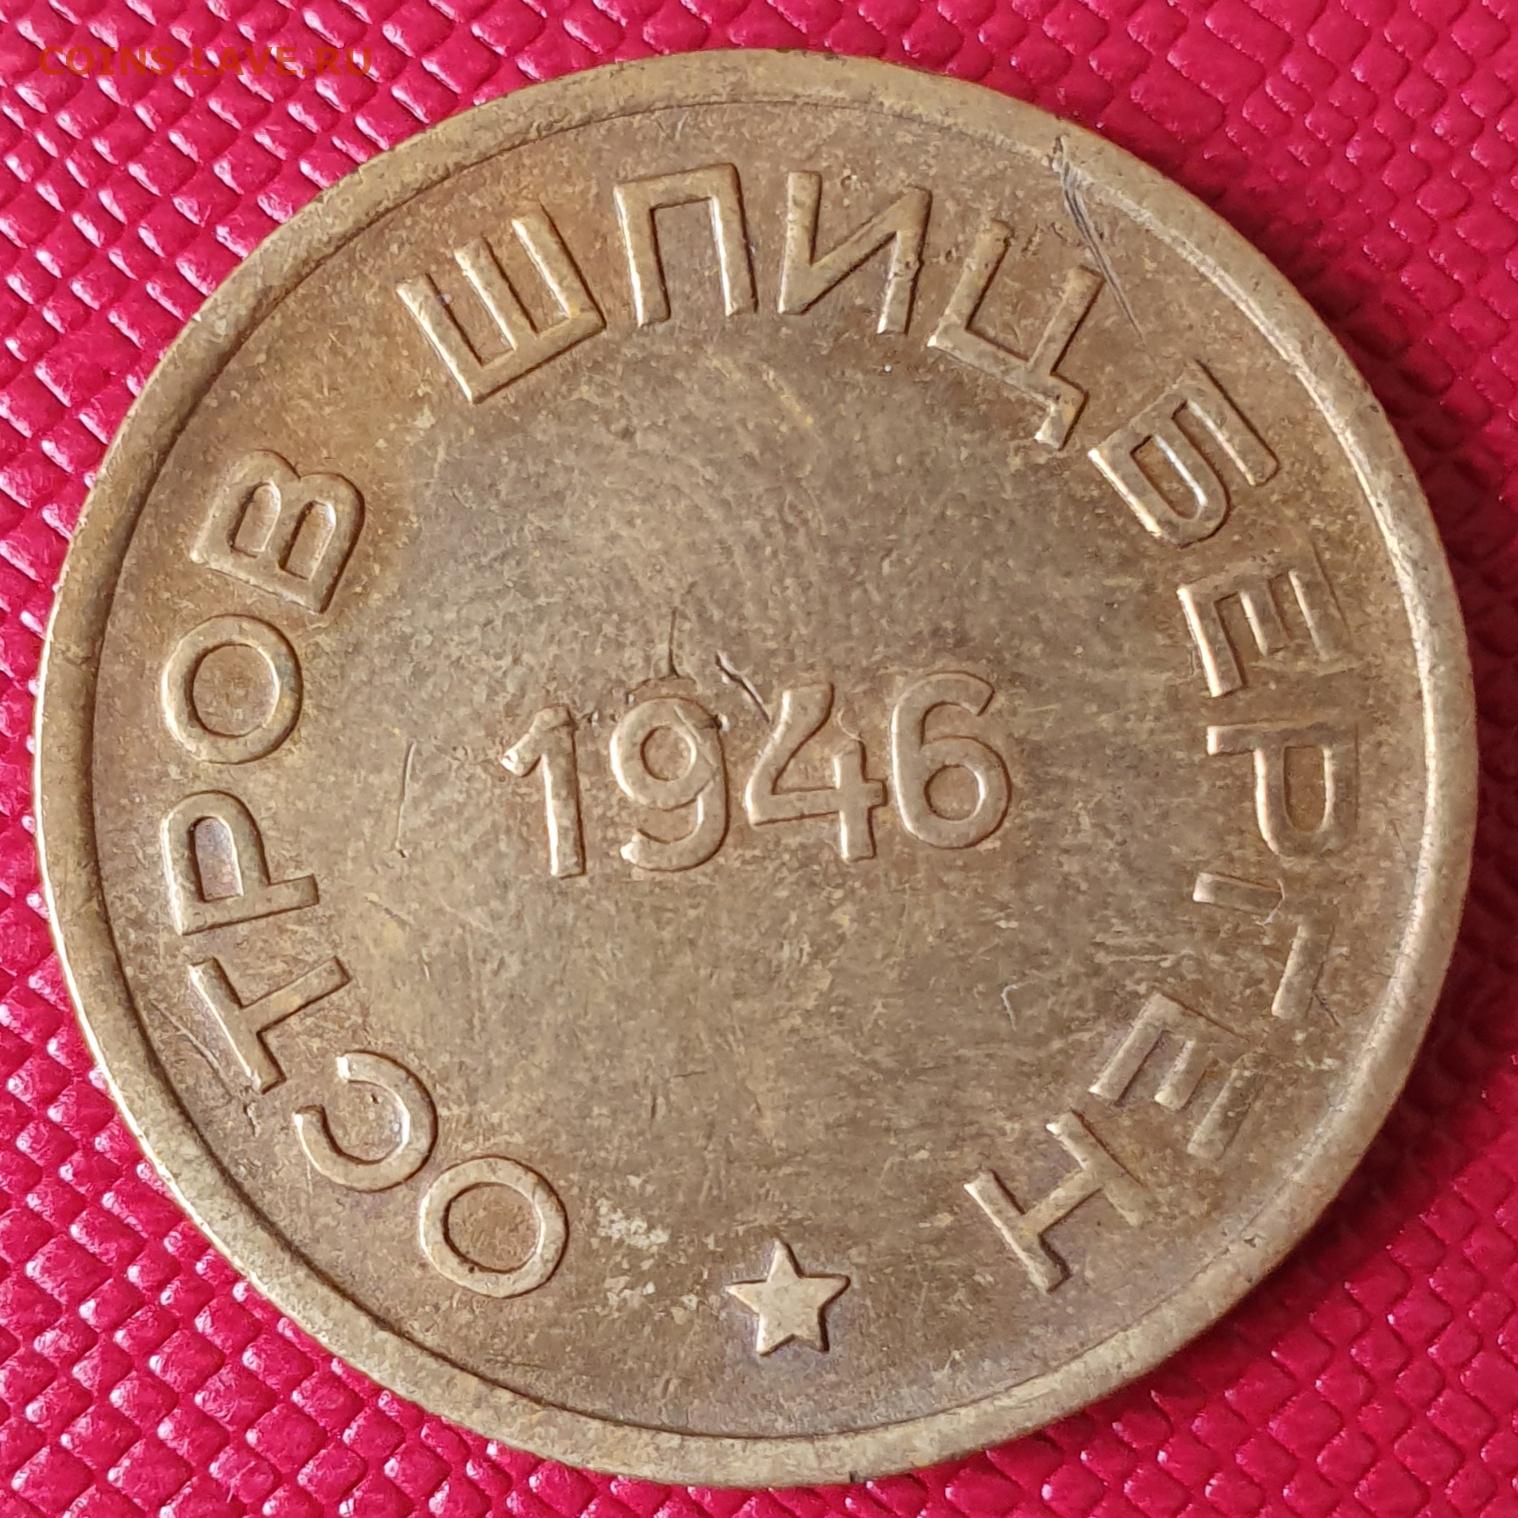 COINS.LAVE.RU
ОСТРОВ ШПИЦБЕРГЕН
1946